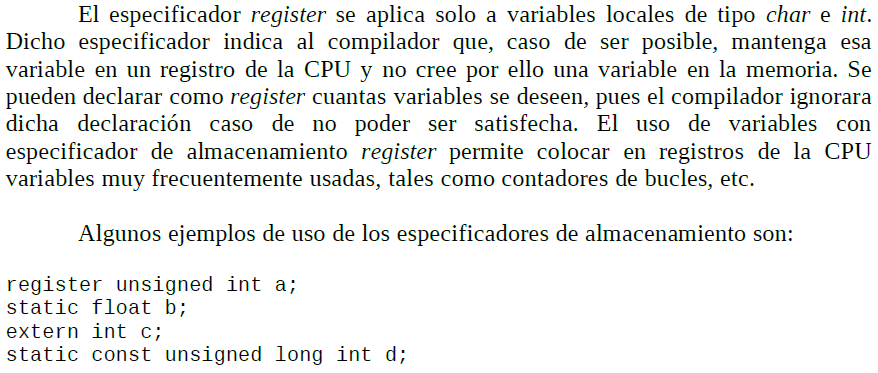 El especificador register se aplica solo a variables locales de tipo char e int.
Dicho especificador indica al compilador que, caso de ser posible, mantenga esa
variable en un registro de la CPU y no cree por ello una variable en la memoria. Se
pueden declarar como register cuantas variables se deseen, pues el compilador ignorara
dicha declaración caso de no poder ser satisfecha. El uso de variables con
especificador de almacenamiento register permite colocar en registros de la CPU
variables muy frecuentemente usadas, tales como contadores de bucles, etc.
Algunos ejemplos de uso de los especificadores de almacenamiento son:
register unsigned int a;
static float b;
extern int c;
static const unsigned long int d;